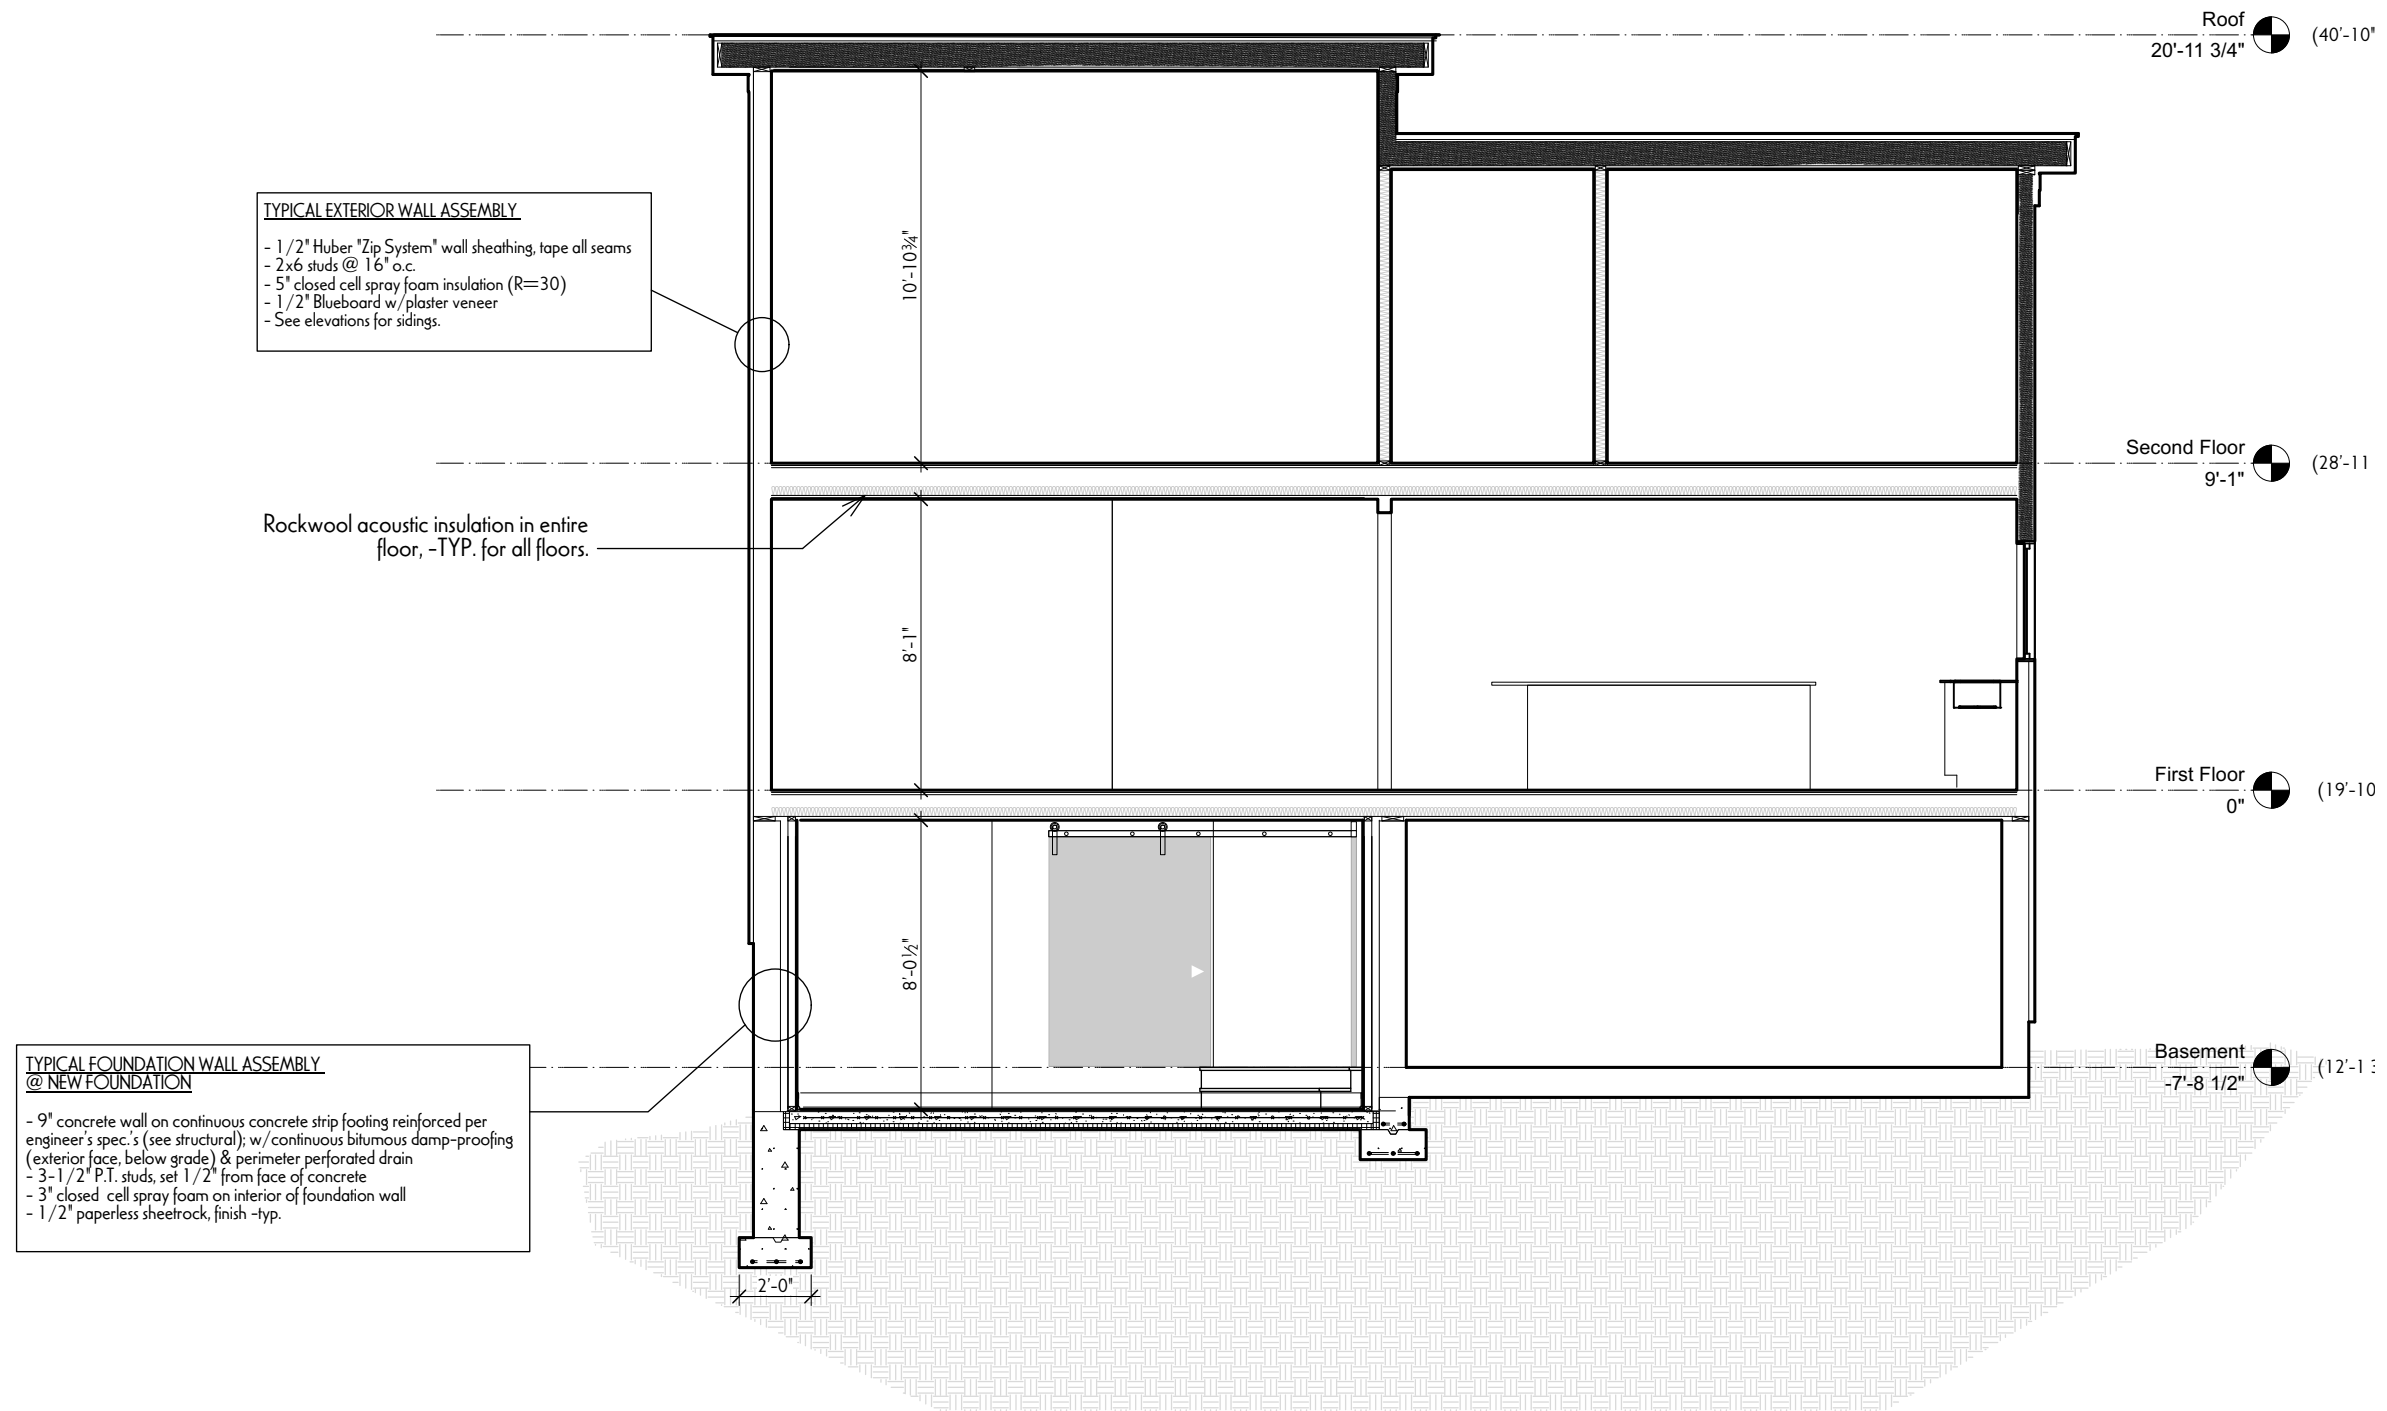 Roof
20'-11 3/4"
(40'-10"
TYPICAL EXTERIOR WALL ASSEMBLY
- 1/2" Huber "Zip System" wall sheathing, tape all seams
- 2x6 studs @ 16" o.c.
- 5" closed cell spray foam insulation (R=30)
- 1/2" Blueboard w/plaster veneer
- See elevations for sidings.
10'-10¾"
Second Floor
9'-1"
(28'-11
Rockwool acoustic insulation in entire
floor, -TYP. for all floors.
8'-1"
First Floor
0"
(19'-10
8'-0½"
Basement
-7'-8 1/2"
(12'-1
TYPICAL FOUNDATION WALL ASSEMBLY
@ NEW FOUNDATION
- 9" concrete wall on continuous concrete strip footing reinforced per
engineer's spec.'s (see structural); w/continuous bitumous damp-proofing
(exterior face, below grade) & perimeter perforated drain
- 3-1/2" P.T. studs, set 1/2" from face of concrete
- 3" closed cell spray foam on interior of foundation wall
- 1/2" paperless sheetrock, finish -typ.
2'-0"